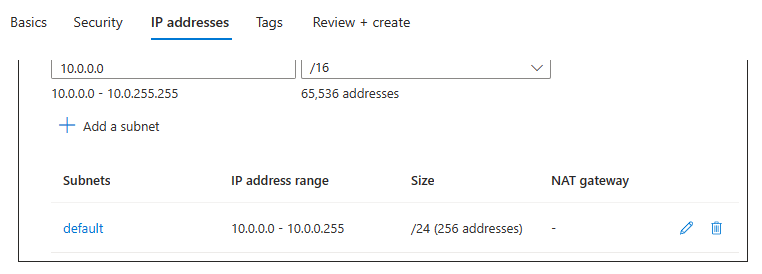 Basics Security IP addresses Tags Review + create
10.0.0.0 /16
10.0.0.0 - 10.0.255.255 65,536 addresses
Add a subnet
Subnets IP address range Size NAT gateway
default 10.0.0.0 - 10.0.0.255 /24 (256 addresses) -